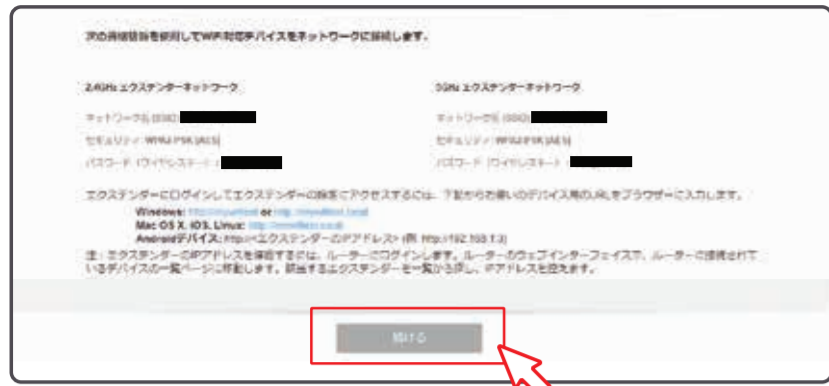 次の再接続指を使用してWiFi対応デバイスをネットワークに接続します。
2.4GHz エクステンダーネットワーク
5GHz エクステンダーネットワーク
ネットワーク名 (SSID)
ネットワーク名 (SSID)
セキュリティ: WPA2-PSK [AES]
セキュリティ: WPA2-PSK [AES]
パスワード (ワイヤレスキー) :
パスワード (ワイヤレスキー) :
エクステンダーにログインしてエクステンダーの設定にアクセスするには、下記からお使いのデバイス用のURLをブラウザーに入力します。
Windows: or
Mac OS X, iOS, Linux:
Androidデバイス: http://<エクステンダーのIPアドレス> (例 http://192.168.1.3)
注：エクステンダーのIPアドレスを確認するには、ルーターにログインします。ルーターのウェブインターフェイスで、ルーターに接続されて
いるデバイスの一覧ページに移動します。該当するエクステンダーを一覧から探し、IPアドレスを控えます。
続ける